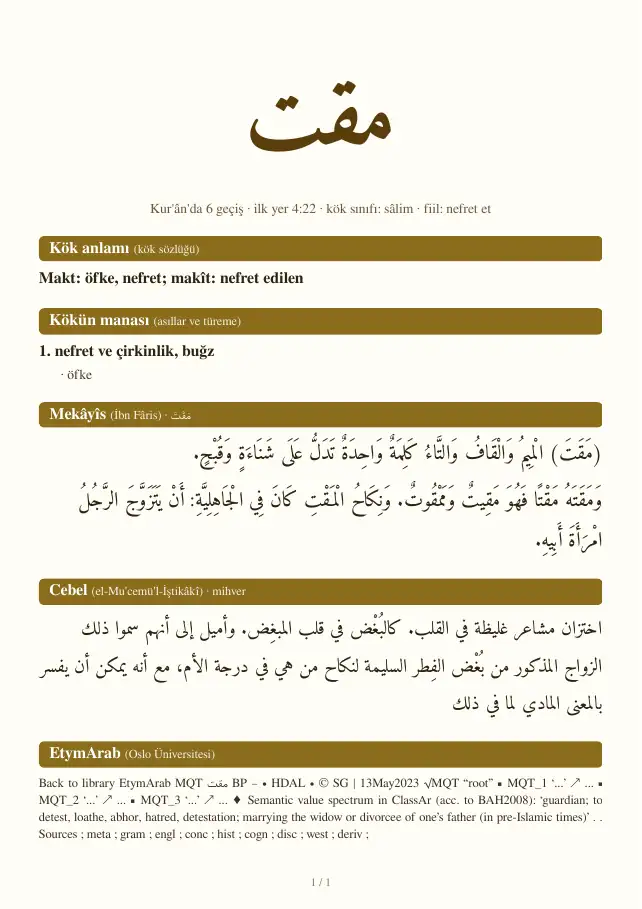 مقت
Kur'ân'da 6 geçiş · ilk yer 4:22 · kök sınıfı: sâlim · fiil: nefret et
Kök anlamı (kök sözlüğü)
Makt: öfke, nefret; makît: nefret edilen
Kökün manası (asıllar ve türeme)
1. nefret ve çirkinlik, buğz
· öfke
Mekâyîs (İbn Fâris) · مَقَتَ
(مَقَتَ) الْمِيمُ وَالْقَافُ وَالتَّاءُ كَلِمَةٌ وَاحِدَةٌ تَدُلُّ عَلَى شَنَاءَةٍ وَقُبْحٍ.
وَمَقَتَهُ مَقْتًا فَهُوَ مَقِيتٌ وَمَمْقُوتٌ. وَنِكَاحُ الْمَقْتِ كَانَ فِي الْجَاهِلِيَّةِ: أَنْ يَتَزَوَّجَ الرَّجُلُ
امْرَأَةَ أَبِيهِ.
Cebel (el-Mu'cemü'l-İştikâkî) · mihver
اختزان مشاعر غليظة في القلب. كالبُغْض في قلب المبغِض. وأميل إلى أنهم سموا ذلك
الزواج المذكور من بُغْض الفِطر السليمة لنكاح من هي في درجة الأم، مع أنه يمكن أن يفسر
بالمعنى المادي لما في ذلك
EtymArab (Oslo Üniversitesi)
Back to library EtymArab MQT مقت BP – • HDAL • © SG | 13May2023 √MQT “root” ▪ MQT_1 ‘...’ ↗ ... ▪
MQT_2 ‘...’ ↗ ... ▪ MQT_3 ‘...’ ↗ ... ♦ Semantic value spectrum in ClassAr (acc. to BAH2008): ‘guardian; to
detest, loathe, abhor, hatred, detestation; marrying the widow or divorcee of one’s father (in pre-Islamic times)’ . .
Sources ; meta ; gram ; engl ; conc ; hist ; cogn ; disc ; west ; deriv ;
1 / 1